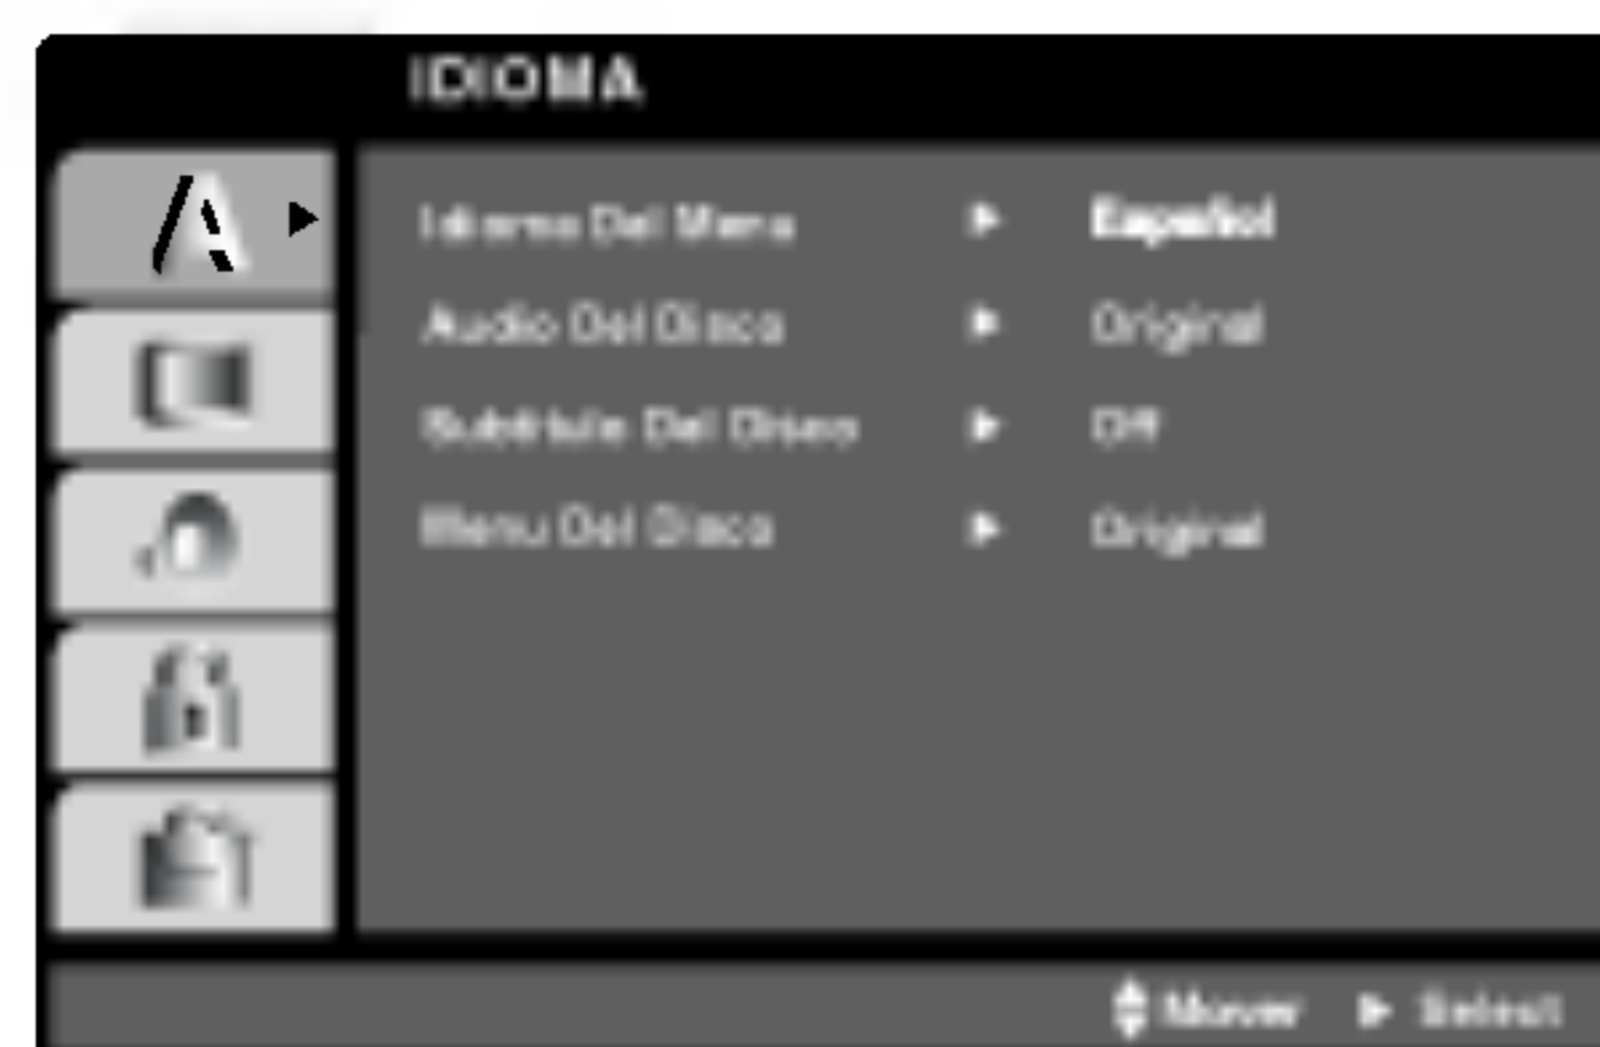 IDIOMA
Idioma Del Menu Español
Audio Del Disco Original
Subtitulo Del Disco Off
Menu Del Disco Original
Mover Select